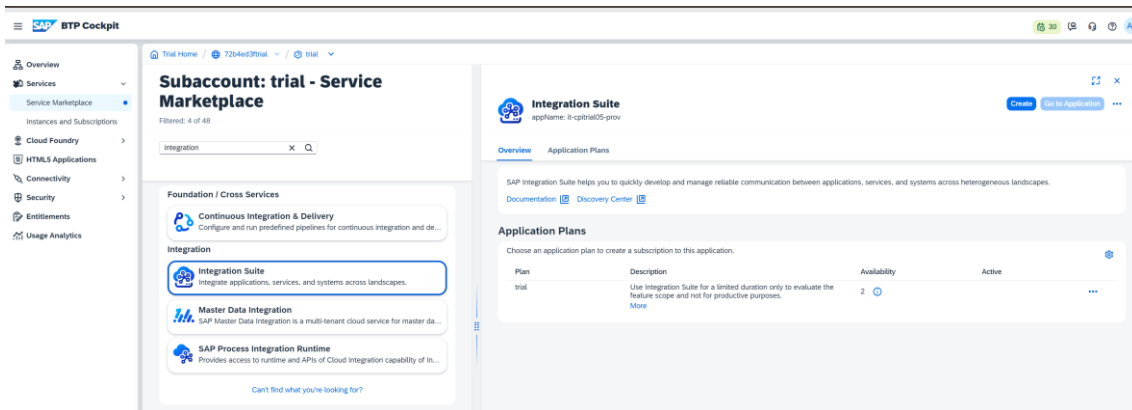 SAP BTP Cockpit
30
Overview
Services
Service Marketplace
Instances and Subscriptions
Cloud Foundry
HTML5 Applications
Connectivity
Security
Entitlements
Usage Analytics
Trial Home / 72b4ed3ftrial / trial
Subaccount: trial - Service
Marketplace
Filtered: 4 of 48
integration
Foundation / Cross Services
Continuous Integration & Delivery
Configure and run predefined pipelines for continuous integration and de...
Integration
Integration Suite
Integrate applications, services, and systems across landscapes.
Master Data Integration
SAP Master Data Integration is a multi-tenant cloud service for master da...
SAP Process Integration Runtime
Provides access to runtime and APIs of Cloud Integration capability of In...
Can't find what you're looking for?
Integration Suite
appName: it-cpitrial05-prov
Create Go to Application
Overview Application Plans
SAP Integration Suite helps you to quickly develop and manage reliable communication between applications, services, and systems across heterogeneous landscapes.
Documentation Discovery Center
Application Plans
Choose an application plan to create a subscription to this application.
Plan Description Availability Active
trial Use Integration Suite for a limited duration only to evaluate the 2
feature scope and not for productive purposes.
More